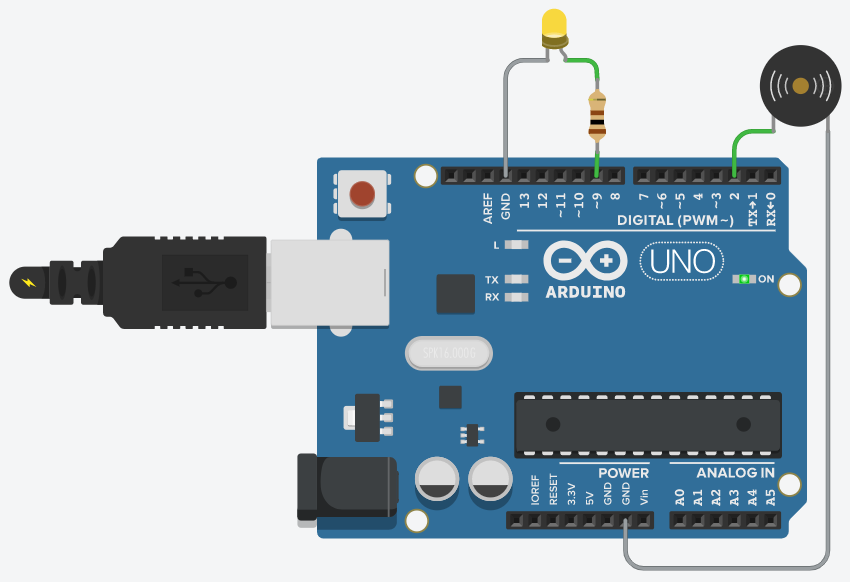 AREF
GND
13
12
~11
~10
~9
8
7
~6
~5
4
~3
2
TX→1
RX←0
DIGITAL (PWM~)
L
TX
RX
UNO
ARDUINO
ON
SPK16.000G
POWER
ANALOG IN
IOREF
RESET
3.3V
5V
GND
GND
Vin
A0
A1
A2
A3
A4
A5